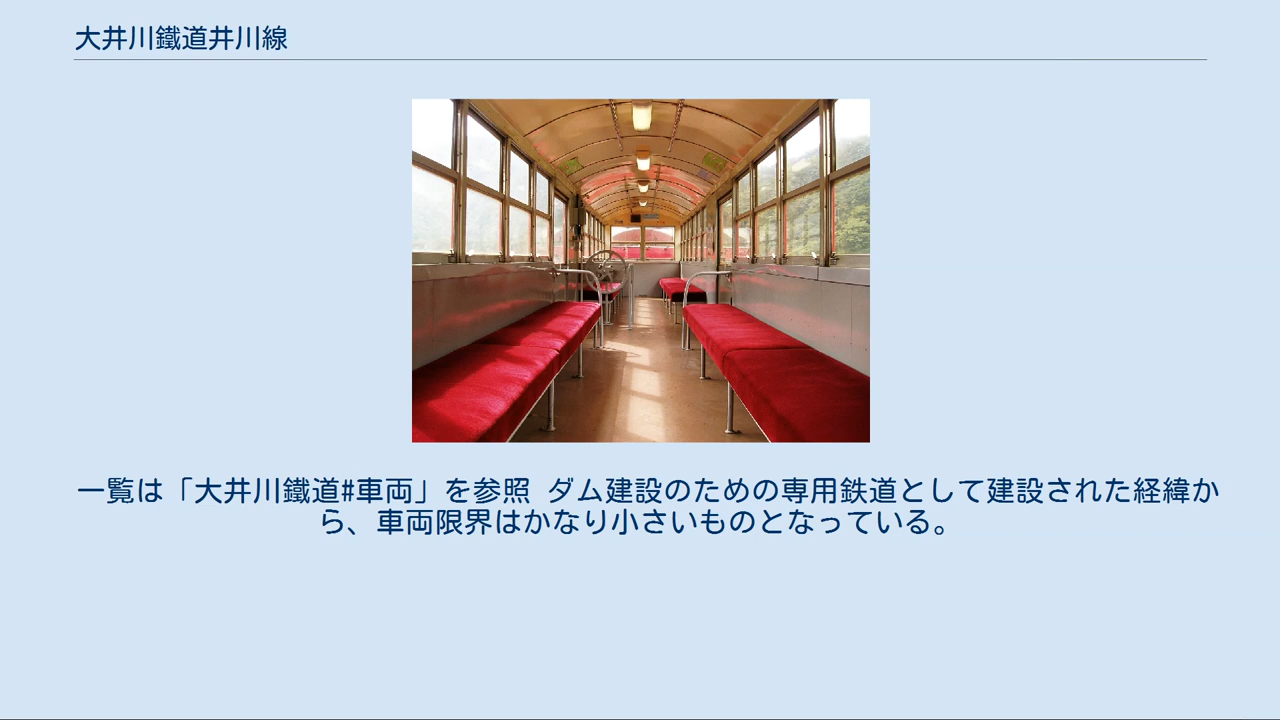 大井川鐵道井川線
一覧は「大井川鐵道#車両」を参照 ダム建設のための専用鉄道として建設された経緯か
ら、車両限界はかなり小さいものとなっている。